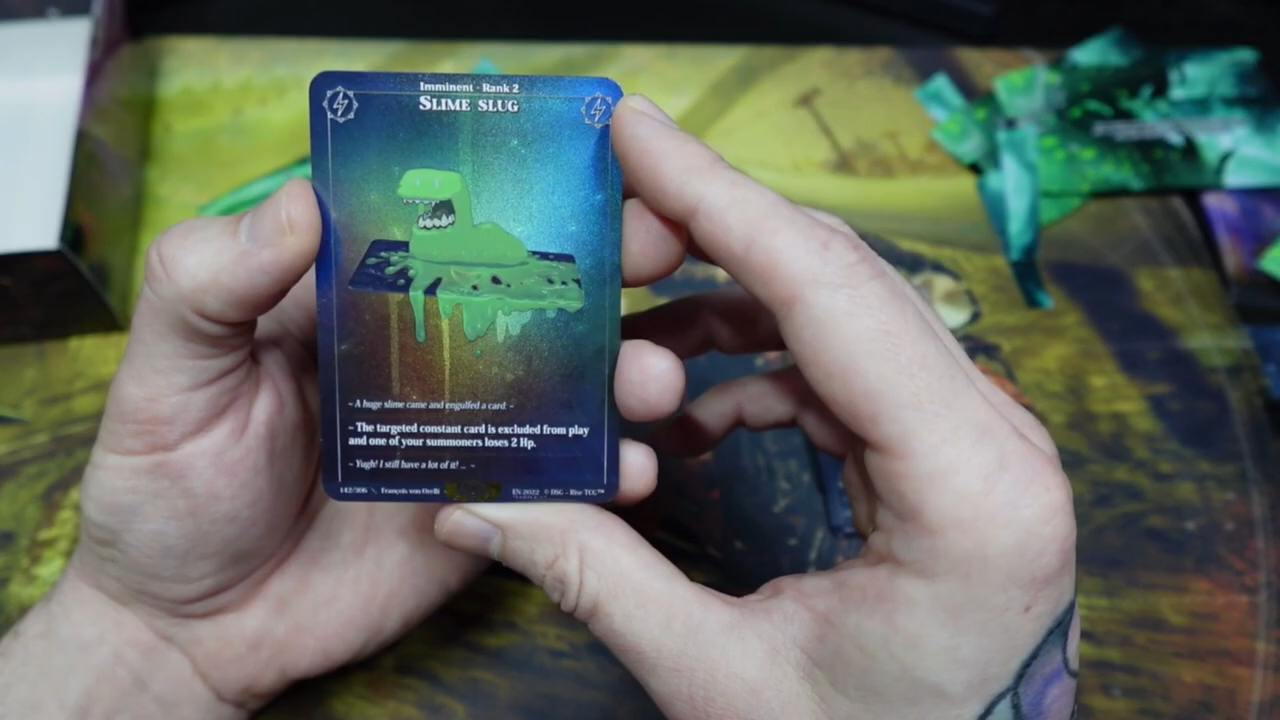 Imminent - Rank 2
SLIME SLUG
~ A huge slime came and engulfed a card. ~
~ The targeted constant card is excluded from play
and one of your summoners loses 2 Hp.
~ Yugh! I still have a lot of it! .. ~
142/305 \ François von Orelli
EN 2022 © DSG - Rise TCG™